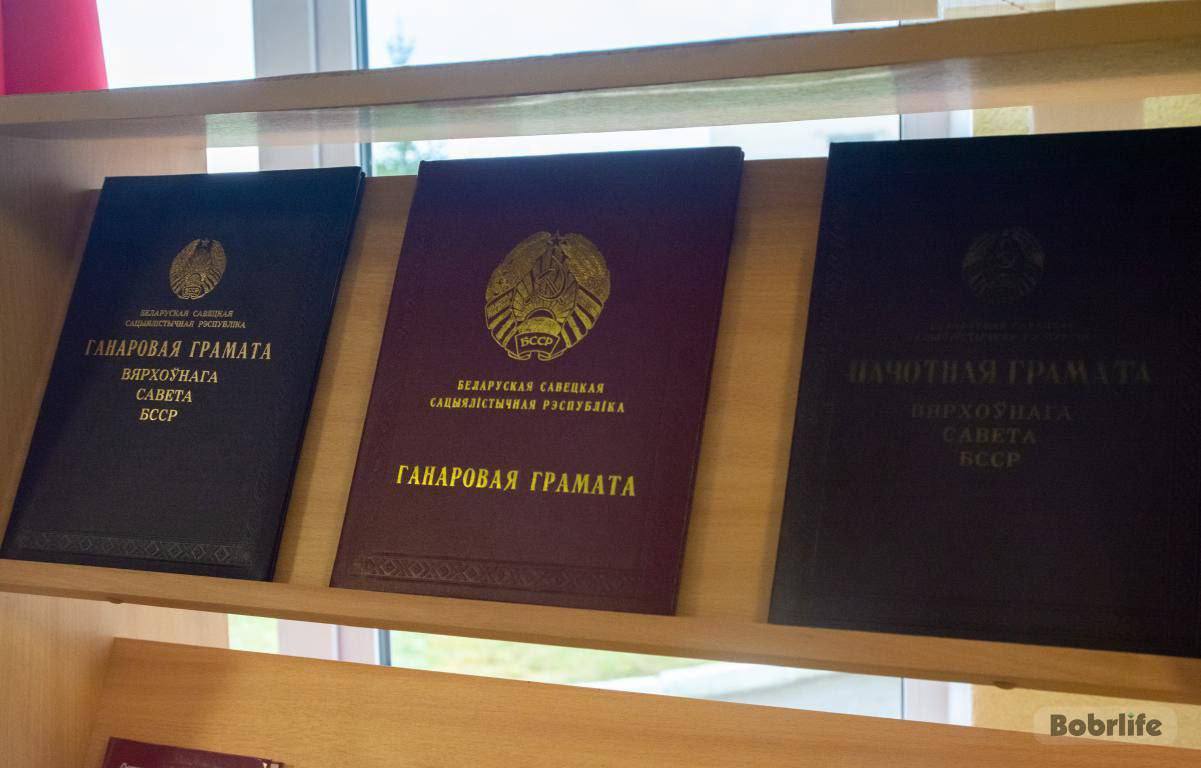 БЕЛАРУСКАЯ САВЕЦКАЯ
САЦЫЯЛІСТЫЧНАЯ РЭСПУБЛІКА
ГАНАРОВАЯ ГРАМАТА
ВЯРХОЎНАГА
САВЕТА
БССР
БССР
БЕЛАРУСКАЯ САВЕЦКАЯ
САЦЫЯЛІСТЫЧНАЯ РЭСПУБЛІКА
ГАНАРОВАЯ ГРАМАТА
ПАЧОТНАЯ ГРАМАТА
ВЯРХОЎНАГА
САВЕТА
БССР
Bobrlife